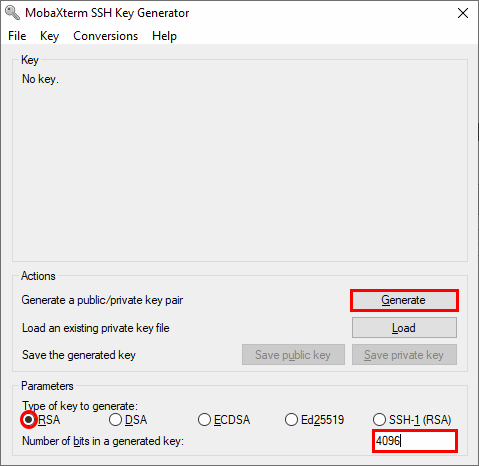 MobaXterm SSH Key Generator
File Key Conversions Help
Key
No key.
Actions
Generate a public/private key pair Generate
Load an existing private key file Load
Save the generated key Save public key Save private key
Parameters
Type of key to generate:
RSA DSA ECDSA Ed25519 SSH-1 (RSA)
Number of bits in a generated key: 4096